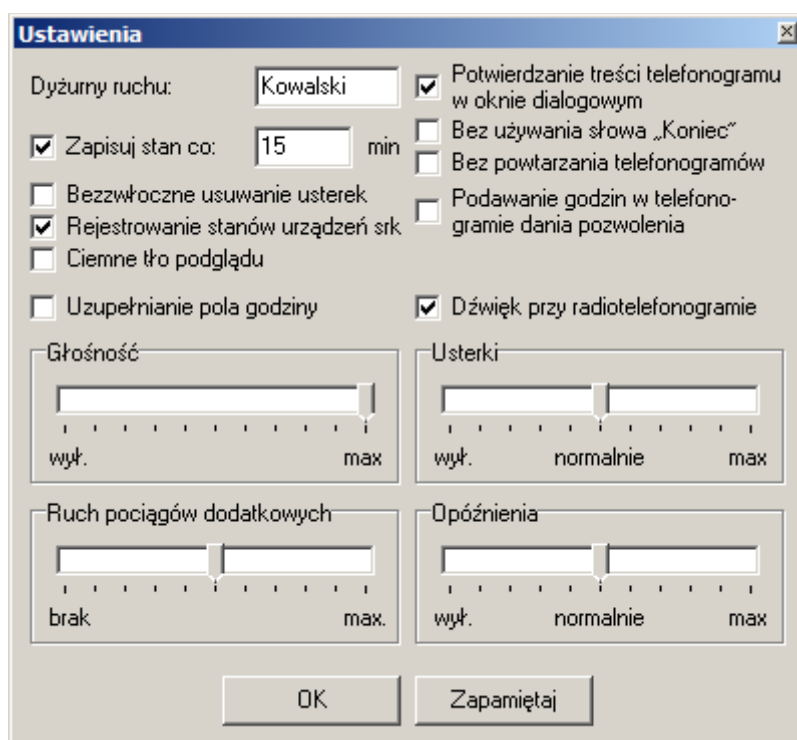 Ustawienia
Dyżurny ruchu: Kowalski
Zapisuj stan co: 15 min
Bezzwłoczne usuwanie usterek
Rejestrowanie stanów urządzeń srk
Ciemne tło podglądu
Uzupełnianie pola godziny
Potwierdzanie treści telefonogramu
w oknie dialogowym
Bez używania słowa „Koniec”
Bez powtarzania telefonogramów
Podawanie godzin w telefono-
gramie dania pozwolenia
Dźwięk przy radiotelefonogramie
Głośność
wył. max
Usterki
wył. normalnie max
Ruch pociągów dodatkowych
brak max.
Opóźnienia
wył. normalnie max
OK Zapamiętaj